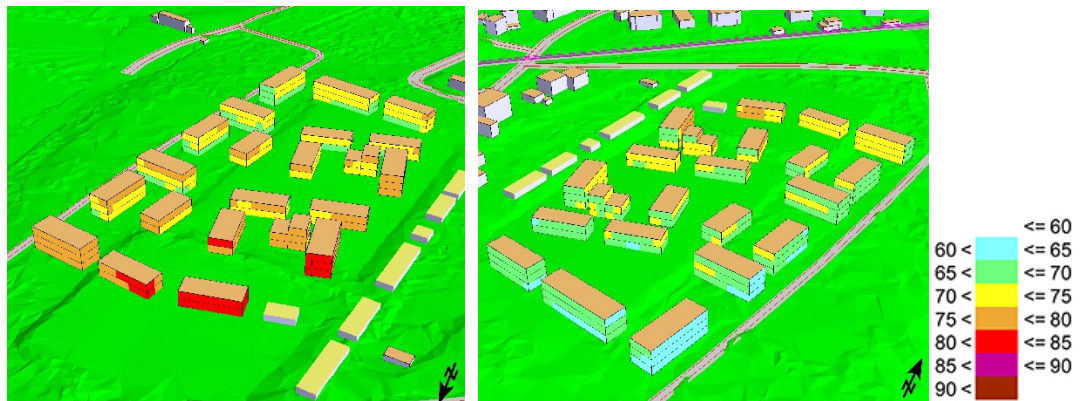 N
N
<= 60
60 < <= 65
65 < <= 70
70 < <= 75
75 < <= 80
80 < <= 85
85 < <= 90
90 <